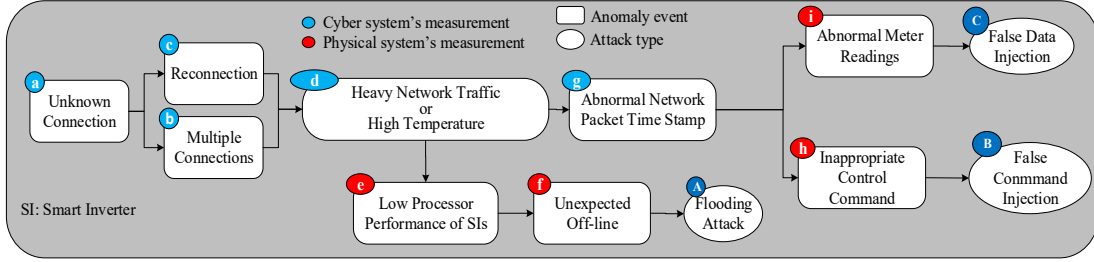 Cyber system's measurement
Physical system's measurement
Anomaly event
Attack type
a
Unknown
Connection
c
Reconnection
b
Multiple
Connections
d
Heavy Network Traffic
or
High Temperature
g
Abnormal Network
Packet Time Stamp
i
Abnormal Meter
Readings
C
False Data
Injection
h
Inappropriate
Control
Command
B
False
Conmmand
Injection
e
Low Processor
Performance of SIs
f
Unexpected
Off-line
A
Flooding
Attack
SI: Smart Inverter